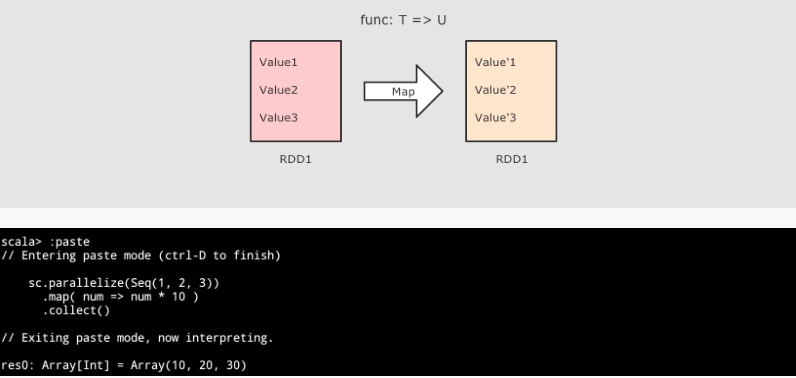 func: T => U
Value1
Value2
Value3
Map
Value'1
Value'2
Value'3
RDD1
RDD1
scala> :paste
// Entering paste mode (ctrl-D to finish)
sc.parallelize(Seq(1, 2, 3))
.map( num => num * 10 )
.collect()
// Exiting paste mode, now interpreting.
res0: Array[Int] = Array(10, 20, 30)